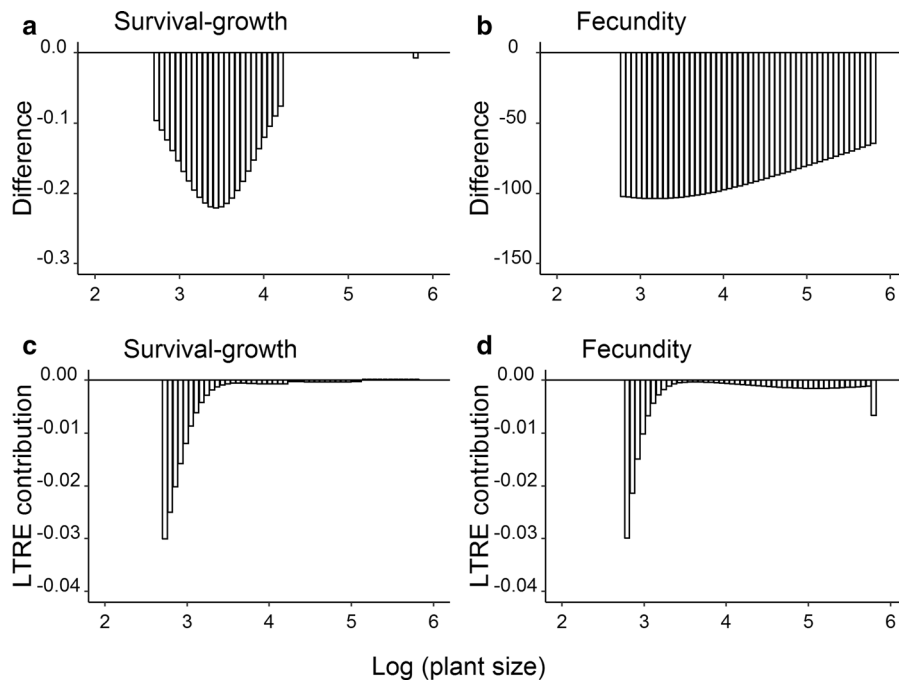 a Survival-growth
0.0
-0.1
-0.2
-0.3
Difference
2 3 4 5 6
b Fecundity
0
-50
-100
-150
Difference
2 3 4 5 6
c Survival-growth
0.00
-0.01
-0.02
-0.03
-0.04
LTRE contribution
2 3 4 5 6
d Fecundity
0.00
-0.01
-0.02
-0.03
-0.04
LTRE contribution
2 3 4 5 6
Log (plant size)